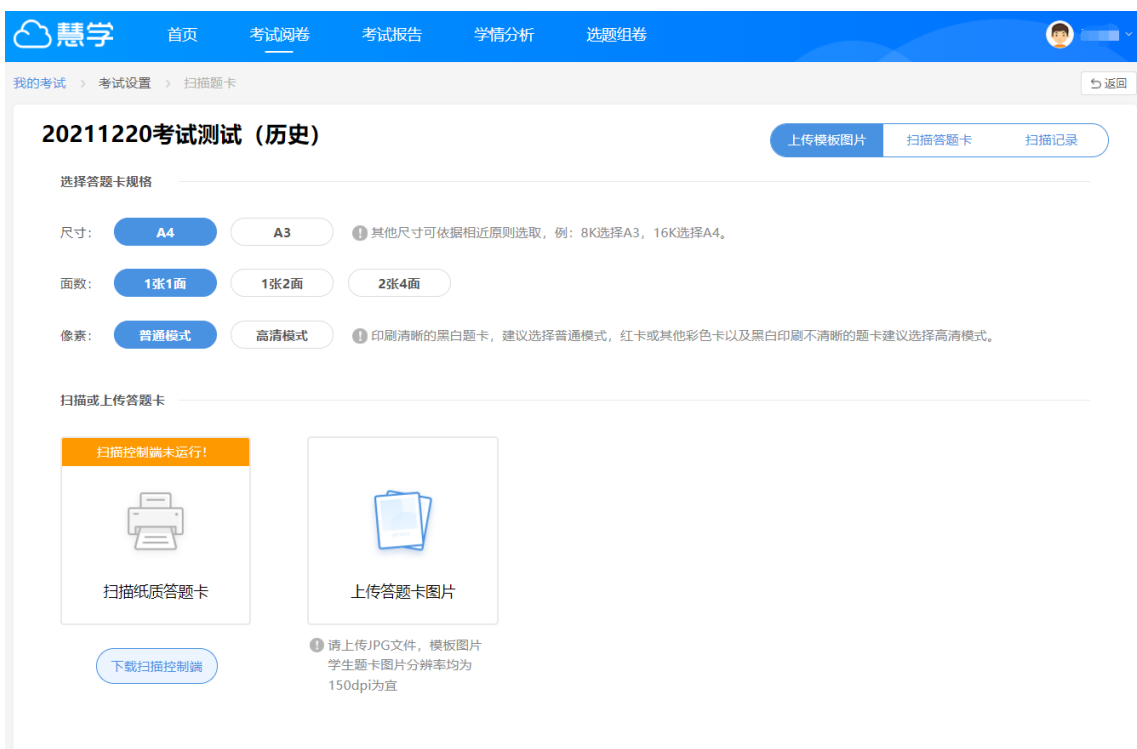 慧学 首页 考试阅卷 考试报告 学情分析 选题组卷
我的考试 > 考试设置 > 扫描题卡 返回
20211220考试测试（历史） 上传模板图片 扫描答题卡 扫描记录
选择答题卡规格
尺寸： A4 A3 其他尺寸可依据相近原则选取，例：8K选择A3，16K选择A4。
面数： 1张1面 1张2面 2张4面
像素： 普通模式 高清模式 印刷清晰的黑白题卡，建议选择普通模式，红卡或其他彩色卡以及黑白印刷不清晰的题卡建议选择高清模式。
扫描或上传答题卡
扫描控制端未运行！
扫描纸质答题卡 上传答题卡图片
下载扫描控制端
请上传JPG文件，模板图片
学生题卡图片分辨率均为
150dpi为宜